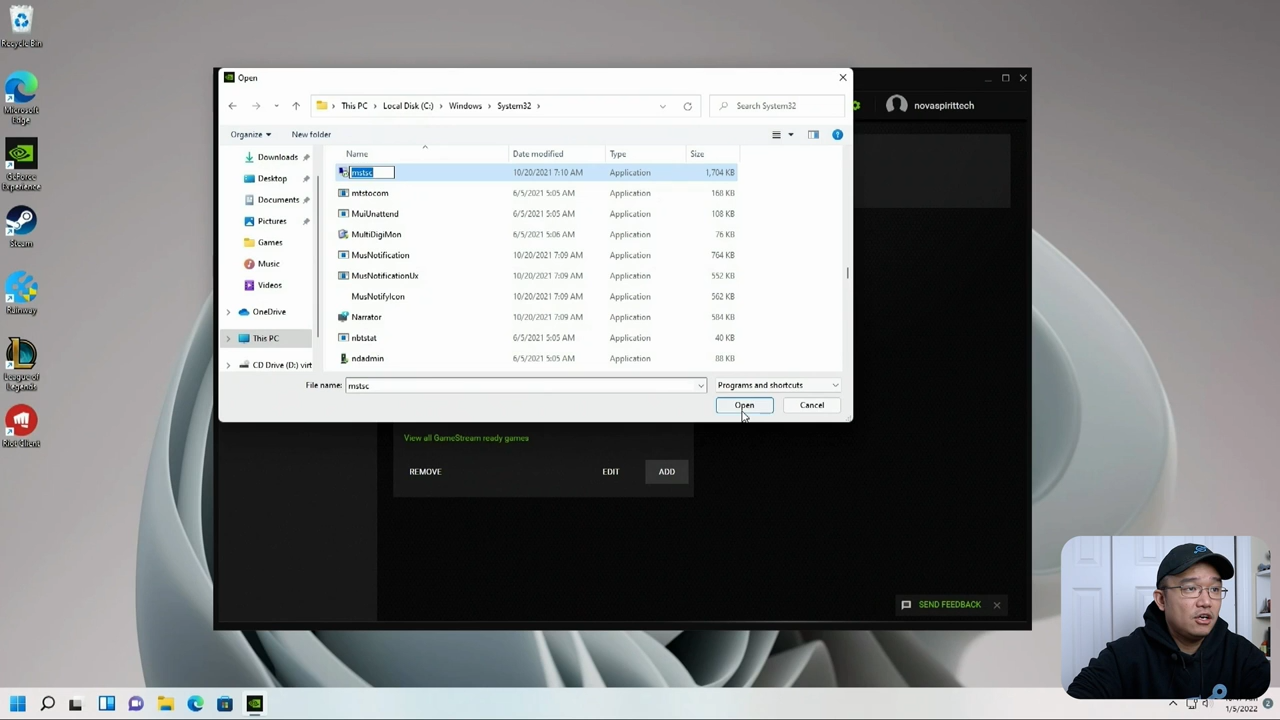 Recycle Bin
Microsoft
Edge
GeForce
Experience
Steam
Rainway
League of
Legends
Riot Client
Open
This PC
Local Disk (C:)
Windows
System32
Search System32
novaspirittech
Organize
New folder
Name
Date modified
Type
Size
Downloads
Desktop
Documents
Pictures
Games
Music
Videos
OneDrive
This PC
CD Drive (D:) virt
mstsc 10/20/2021 7:10 AM Application 1,704 KB
mtstocom 6/5/2021 5:05 AM Application 168 KB
MuiUnattend 6/5/2021 5:05 AM Application 108 KB
MultiDigiMon 6/5/2021 5:06 AM Application 76 KB
MusNotification 10/20/2021 7:09 AM Application 764 KB
MusNotificationUx 10/20/2021 7:09 AM Application 552 KB
MusNotifyIcon 10/20/2021 7:09 AM Application 562 KB
Narrator 10/20/2021 7:09 AM Application 584 KB
nbtstat 6/5/2021 5:05 AM Application 40 KB
ndadmin 6/5/2021 5:05 AM Application 88 KB
File name: mstsc
Programs and shortcuts
Open
Cancel
View all GameStream ready games
REMOVE
EDIT
ADD
SEND FEEDBACK
1/5/2022